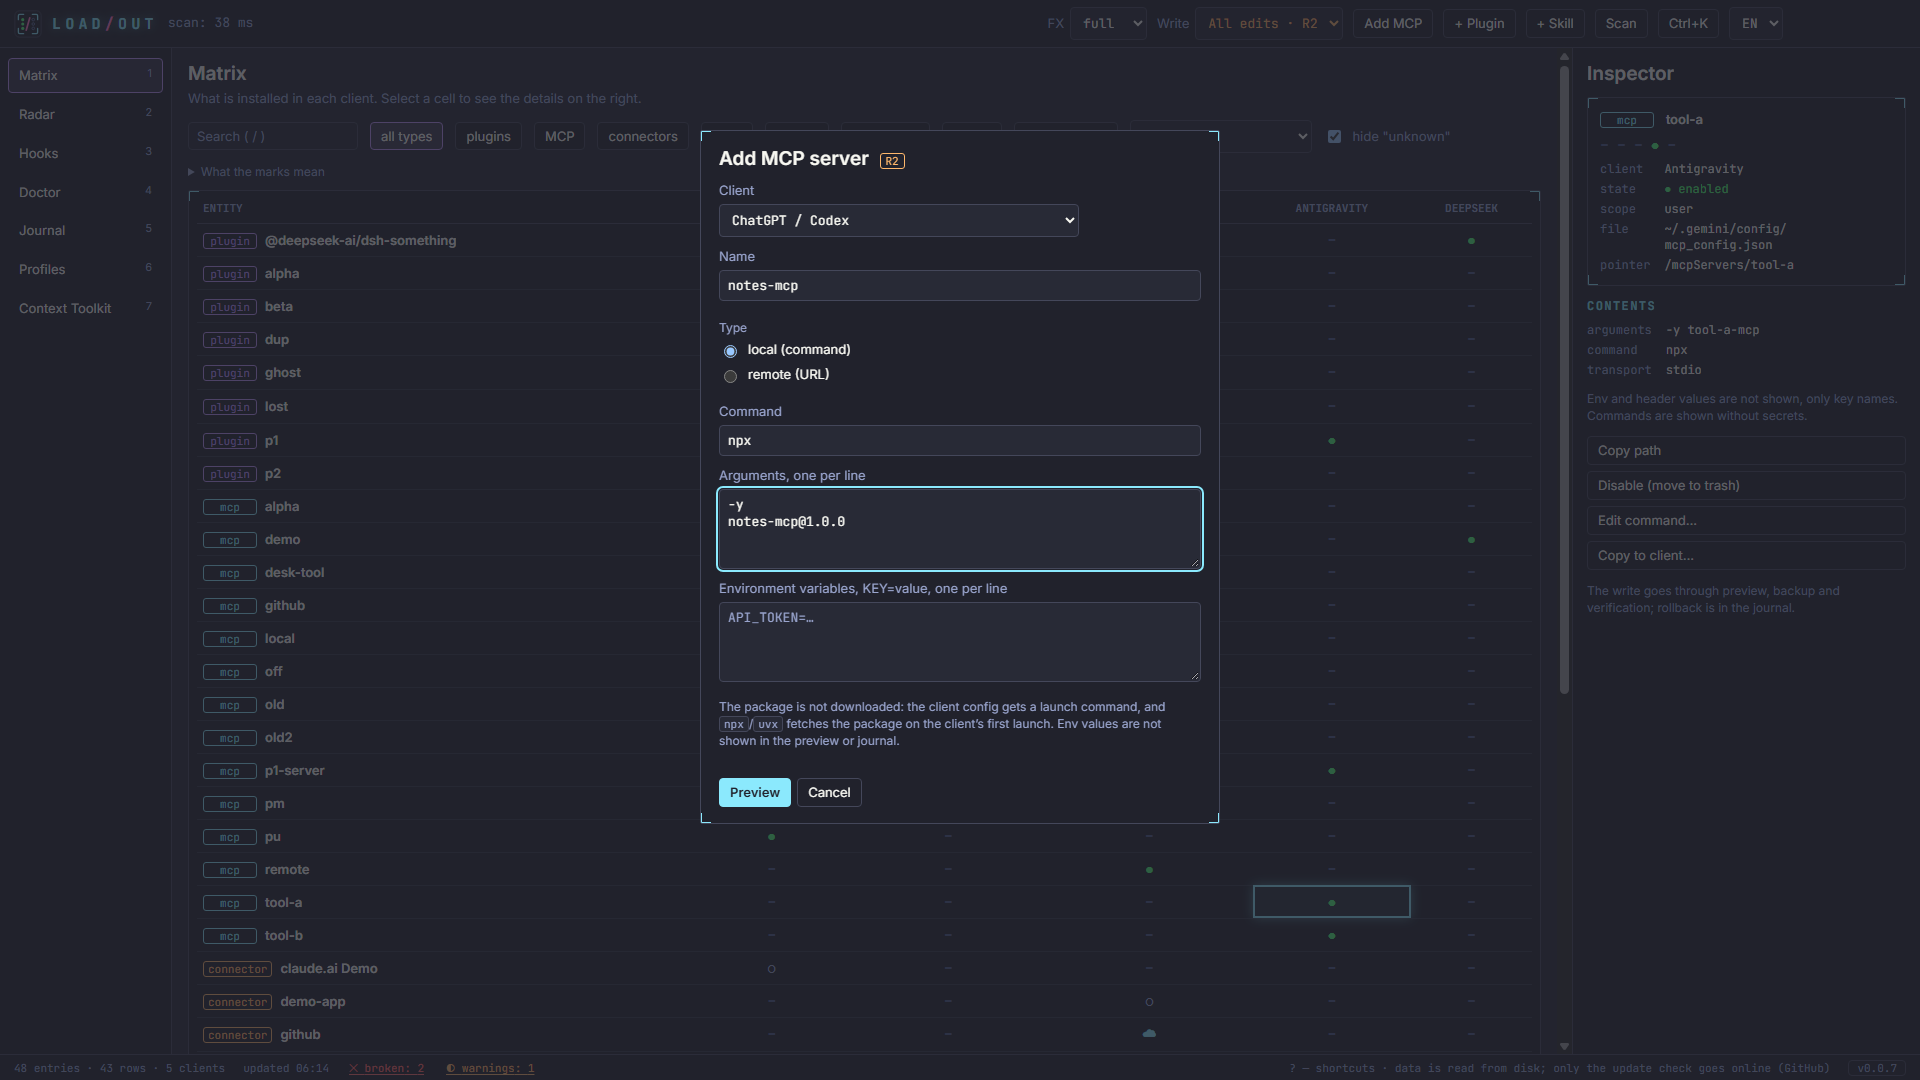 LOAD/OUT scan: 38 ms FX full Write All edits · R2 Add MCP + Plugin + Skill Scan Ctrl+K EN
Matrix 1
Radar 2
Hooks 3
Doctor 4
Journal 5
Profiles 6
Context Toolkit 7
Matrix
What is installed in each client. Select a cell to see the details on the right.
Search ( / ) all types plugins MCP connectors hide "unknown"
What the marks mean
ENTITY ANTIGRAVITY DEEPSEEK
plugin @deepseek-ai/dsh-something
plugin alpha
plugin beta
plugin dup
plugin ghost
plugin lost
plugin p1
plugin p2
mcp alpha
mcp demo
mcp desk-tool
mcp github
mcp local
mcp off
mcp old
mcp old2
mcp p1-server
mcp pm
mcp pu
mcp remote
mcp tool-a
mcp tool-b
connector claude.ai Demo
connector demo-app
connector github
Add MCP server R2
Client
ChatGPT / Codex
Name
notes-mcp
Type
local (command)
remote (URL)
Command
npx
Arguments, one per line
-y
notes-mcp@1.0.0
Environment variables, KEY=value, one per line
API_TOKEN=…
The package is not downloaded: the client config gets a launch command, and
npx/uvx fetches the package on the client's first launch. Env values are not
shown in the preview or journal.
Preview Cancel
Inspector
mcp tool-a
client Antigravity
state enabled
scope user
file ~/.gemini/config/
mcp_config.json
pointer /mcpServers/tool-a
CONTENTS
arguments -y tool-a-mcp
command npx
transport stdio
Env and header values are not shown, only key names.
Commands are shown without secrets.
Copy path
Disable (move to trash)
Edit command…
Copy to client…
The write goes through preview, backup and
verification; rollback is in the journal.
48 entries · 43 rows · 5 clients updated 06:14 broken: 2 warnings: 1 ? — shortcuts · data is read from disk; only the update check goes online (GitHub) v0.0.7